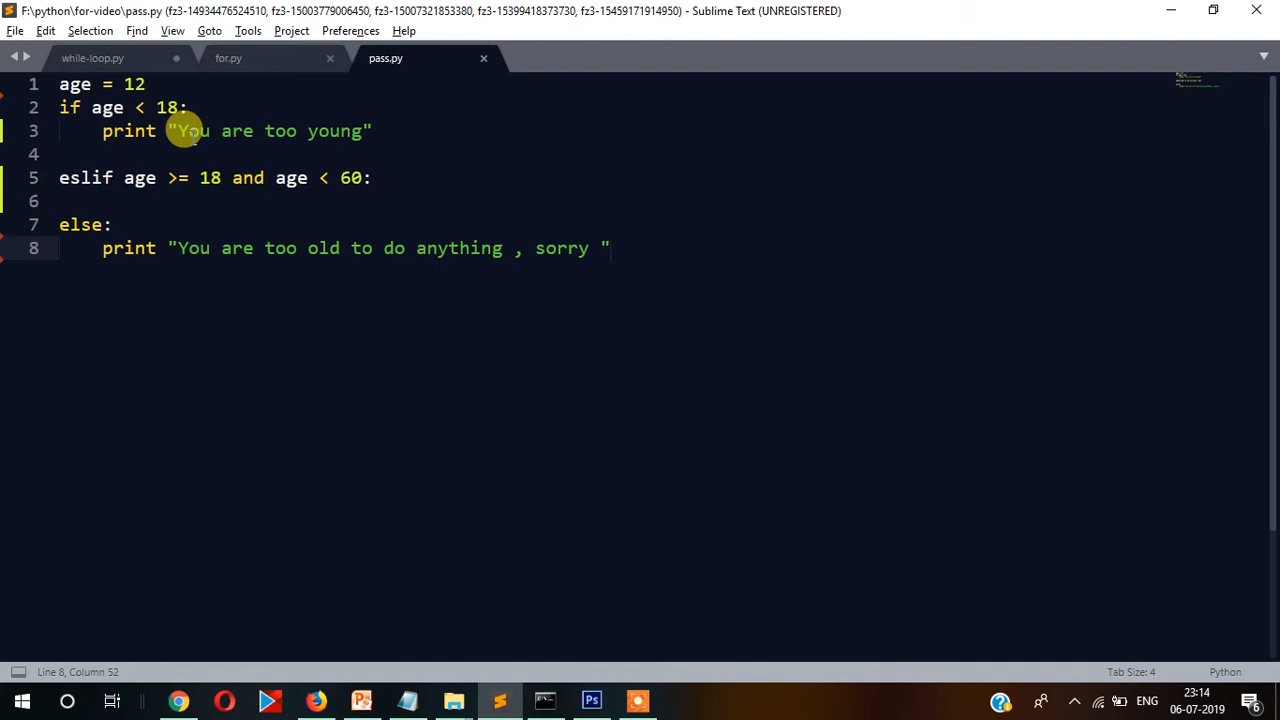 F:\python\for-video\pass.py (fz3-14934476524510, fz3-15003779006450, fz3-15007321853380, fz3-15399418373730, fz3-15459171914950) - Sublime Text (UNREGISTERED)
File Edit Selection Find View Goto Tools Project Preferences Help
while-loop.py for.py pass.py
1 age = 12
2 if age < 18:
3 print "You are too young"
4
5 eslif age >= 18 and age < 60:
6
7 else:
8 print "You are too old to do anything , sorry "
Line 8, Column 52 Tab Size: 4 Python
ENG 23:14 06-07-2019 6